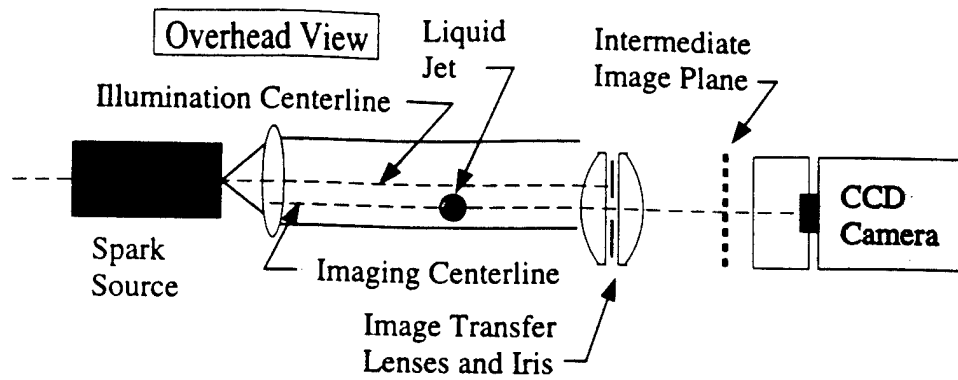 Overhead View
Liquid
Jet
Intermediate
Image Plane
Illumination Centerline
CCD
Camera
Spark
Source
Imaging Centerline
Image Transfer
Lenses and Iris